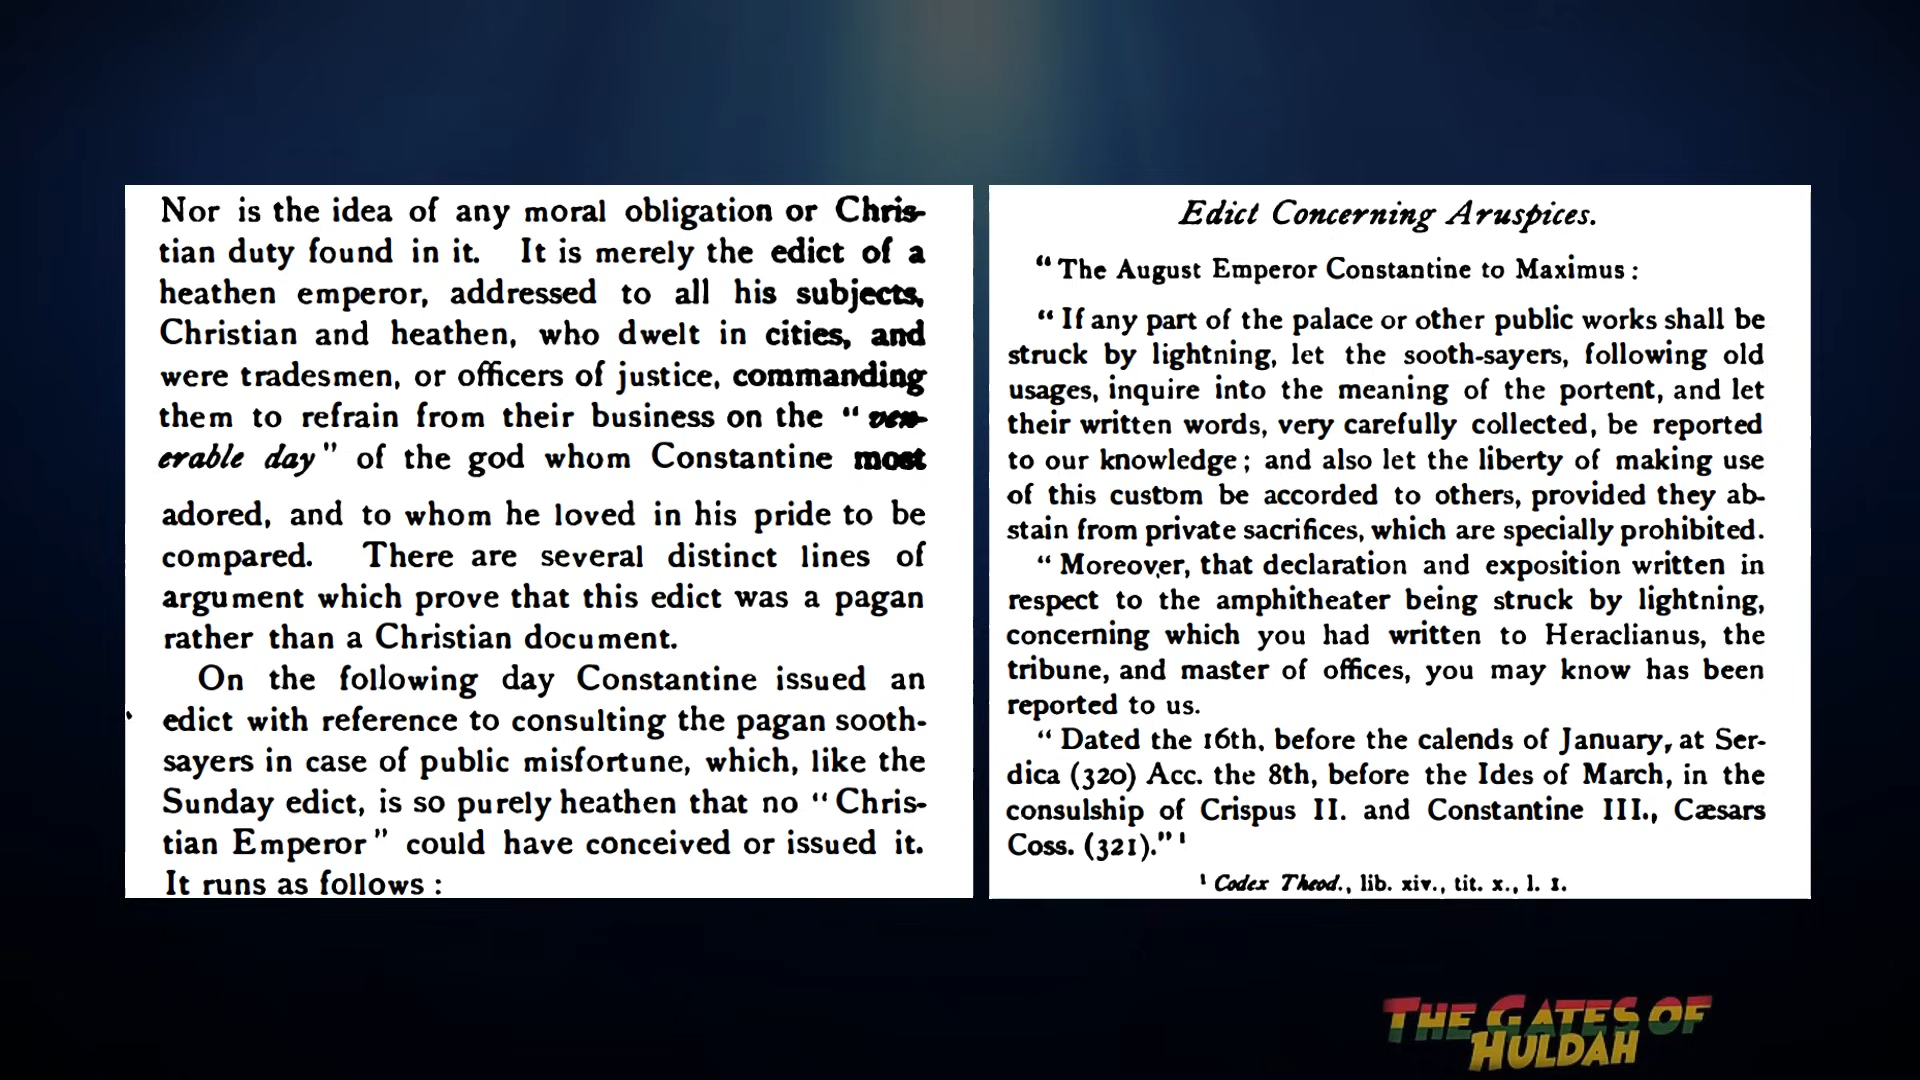 Nor is the idea of any moral obligation or Chris-
tian duty found in it. It is merely the edict of a
heathen emperor, addressed to all his subjects,
Christian and heathen, who dwelt in cities, and
were tradesmen, or officers of justice, commanding
them to refrain from their business on the "ven-
erable day" of the god whom Constantine most
adored, and to whom he loved in his pride to be
compared. There are several distinct lines of
argument which prove that this edict was a pagan
rather than a Christian document.
On the following day Constantine issued an
edict with reference to consulting the pagan sooth-
sayers in case of public misfortune, which, like the
Sunday edict, is so purely heathen that no "Chris-
tian Emperor" could have conceived or issued it.
It runs as follows:
Edict Concerning Aruspices.
"The August Emperor Constantine to Maximus:
"If any part of the palace or other public works shall be
struck by lightning, let the sooth-sayers, following old
usages, inquire into the meaning of the portent, and let
their written words, very carefully collected, be reported
to our knowledge; and also let the liberty of making use
of this custom be accorded to others, provided they ab-
stain from private sacrifices, which are specially prohibited.
"Moreover, that declaration and exposition written in
respect to the amphitheater being struck by lightning,
concerning which you had written to Heraclianus, the
tribune, and master of offices, you may know has been
reported to us.
"Dated the 16th, before the calends of January, at Ser-
dica (320) Acc. the 8th, before the Ides of March, in the
consulship of Crispus II. and Constantine III., Cæsars
Coss. (321)."¹
¹ Codex Theod., lib. xiv., tit. x., l. 1.
THE GATES OF
HULDAH